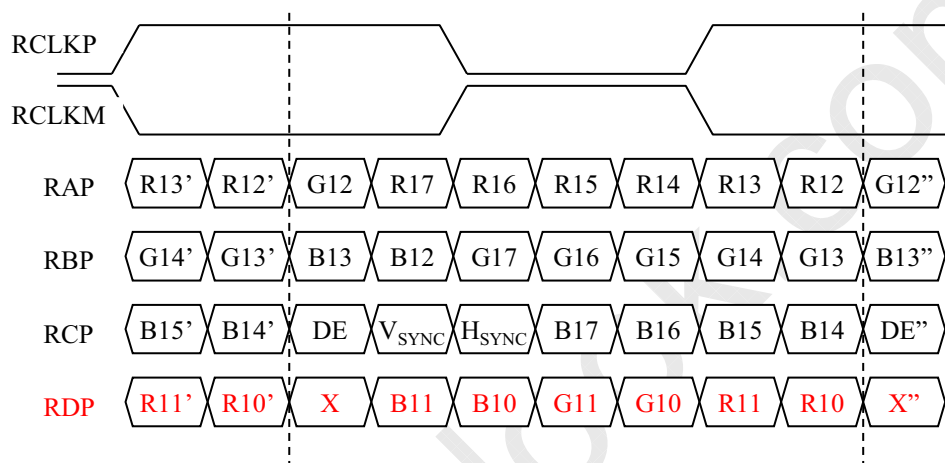 RCLKP
RCLKM
RAP R13’ R12’ G12 R17 R16 R15 R14 R13 R12 G12”
RBP G14’ G13’ B13 B12 G17 G16 G15 G14 G13 B13”
RCP B15’ B14’ DE VSYNC HSYNC B17 B16 B15 B14 DE”
RDP R11’ R10’ X B11 B10 G11 G10 R11 R10 X”